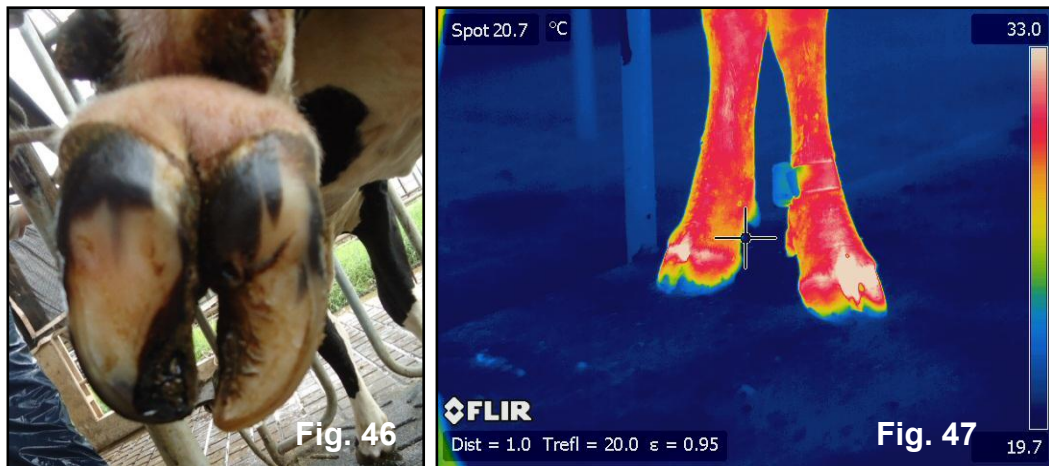 Fig. 46
Spot 20.7 °C
33.0
FLIR
Dist = 1.0 Trefl = 20.0 ε = 0.95
Fig. 47
19.7